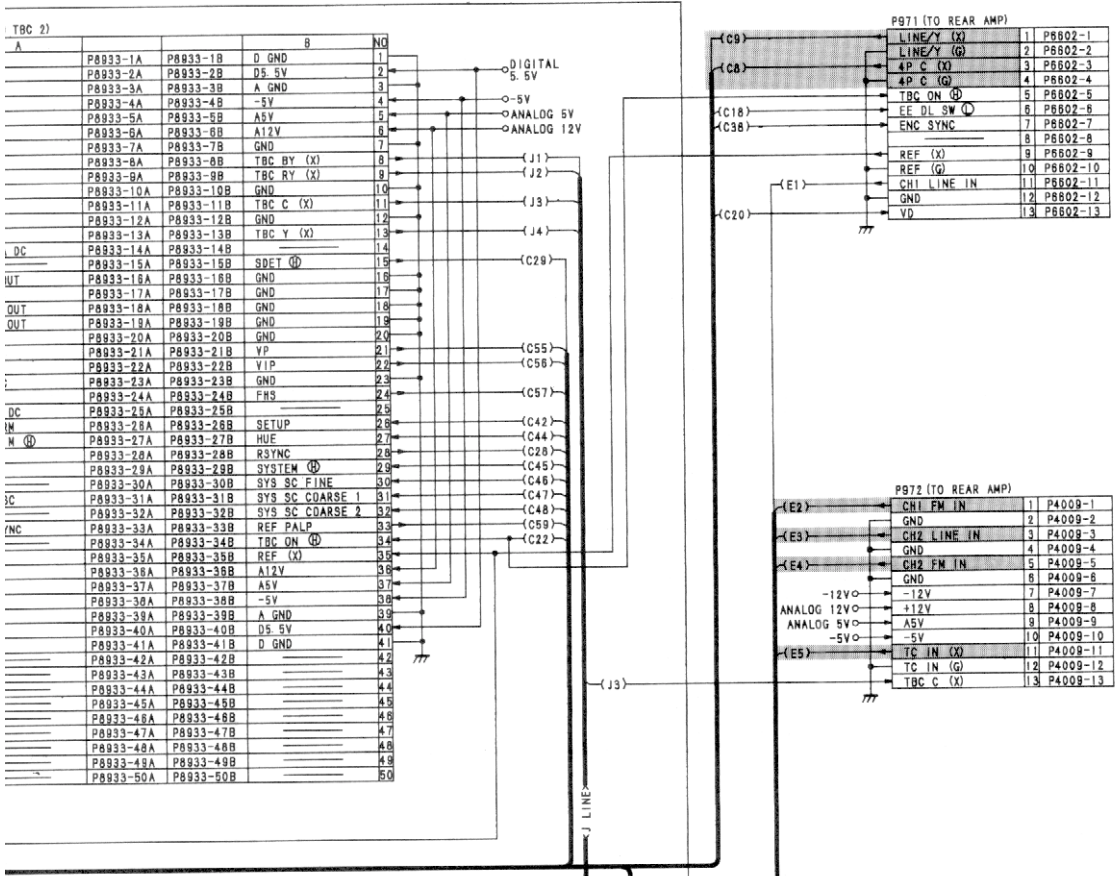 TBC 2)
A B NO
P8933-1A P8933-1B D GND 1
P8933-2A P8933-2B D5.5V 2
P8933-3A P8933-3B A GND 3
P8933-4A P8933-4B -5V 4
P8933-5A P8933-5B A5V 5
P8933-6A P8933-6B A12V 6
P8933-7A P8933-7B GND 7
P8933-8A P8933-8B TBC BY (X) 8
P8933-9A P8933-9B TBC RY (X) 9
P8933-10A P8933-10B GND 10
P8933-11A P8933-11B TBC C (X) 11
P8933-12A P8933-12B GND 12
P8933-13A P8933-13B TBC Y (X) 13
DC P8933-14A P8933-14B 14
P8933-15A P8933-15B SDET Ⓗ 15
UT P8933-16A P8933-16B GND 16
P8933-17A P8933-17B GND 17
OUT P8933-18A P8933-18B GND 18
OUT P8933-19A P8933-19B GND 19
P8933-20A P8933-20B GND 20
P8933-21A P8933-21B VP 21
P8933-22A P8933-22B VIP 22
P8933-23A P8933-23B GND 23
P8933-24A P8933-24B FHS 24
DC P8933-25A P8933-25B 25
P8933-26A P8933-26B SETUP 26
M Ⓗ P8933-27A P8933-27B HUE 27
P8933-28A P8933-28B RSYNC 28
P8933-29A P8933-29B SYSTEM Ⓗ 29
P8933-30A P8933-30B SYS SC FINE 30
SC P8933-31A P8933-31B SYS SC COARSE 1 31
P8933-32A P8933-32B SYS SC COARSE 2 32
YNC P8933-33A P8933-33B REF PALP 33
P8933-34A P8933-34B TBC ON Ⓗ 34
P8933-35A P8933-35B REF (X) 35
P8933-36A P8933-36B A12V 36
P8933-37A P8933-37B A5V 37
P8933-38A P8933-38B -5V 38
P8933-39A P8933-39B A GND 39
P8933-40A P8933-40B D5.5V 40
P8933-41A P8933-41B D GND 41
P8933-42A P8933-42B 42
P8933-43A P8933-43B 43
P8933-44A P8933-44B 44
P8933-45A P8933-45B 45
P8933-46A P8933-46B 46
P8933-47A P8933-47B 47
P8933-48A P8933-48B 48
P8933-49A P8933-49B 49
P8933-50A P8933-50B 50
DIGITAL
5.5V
-5V
ANALOG 5V
ANALOG 12V
(J1)
(J2)
(J3)
(J4)
(C29)
(C55)
(C56)
(C57)
(C42)
(C44)
(C28)
(C45)
(C46)
(C47)
(C48)
(C59)
(C22)
(J3)
J LINE
P971 (TO REAR AMP)
(C9) LINE/Y (X) 1 P6602-1
LINE/Y (G) 2 P6602-2
(C8) 4P C (X) 3 P6602-3
4P C (G) 4 P6602-4
TBC ON Ⓗ 5 P6602-5
(C18) EE DL SW Ⓛ 6 P6602-6
(C38) ENC SYNC 7 P6602-7
8 P6602-8
REF (X) 9 P6602-9
REF (G) 10 P6602-10
(E1) CH1 LINE IN 11 P6602-11
GND 12 P6602-12
(C20) VD 13 P6602-13
P972 (TO REAR AMP)
(E2) CH1 FM IN 1 P4009-1
GND 2 P4009-2
(E3) CH2 LINE IN 3 P4009-3
GND 4 P4009-4
(E4) CH2 FM IN 5 P4009-5
GND 6 P4009-6
-12V -12V 7 P4009-7
ANALOG 12V +12V 8 P4009-8
ANALOG 5V A5V 9 P4009-9
-5V -5V 10 P4009-10
(E5) TC IN (X) 11 P4009-11
TC IN (G) 12 P4009-12
TBC C (X) 13 P4009-13